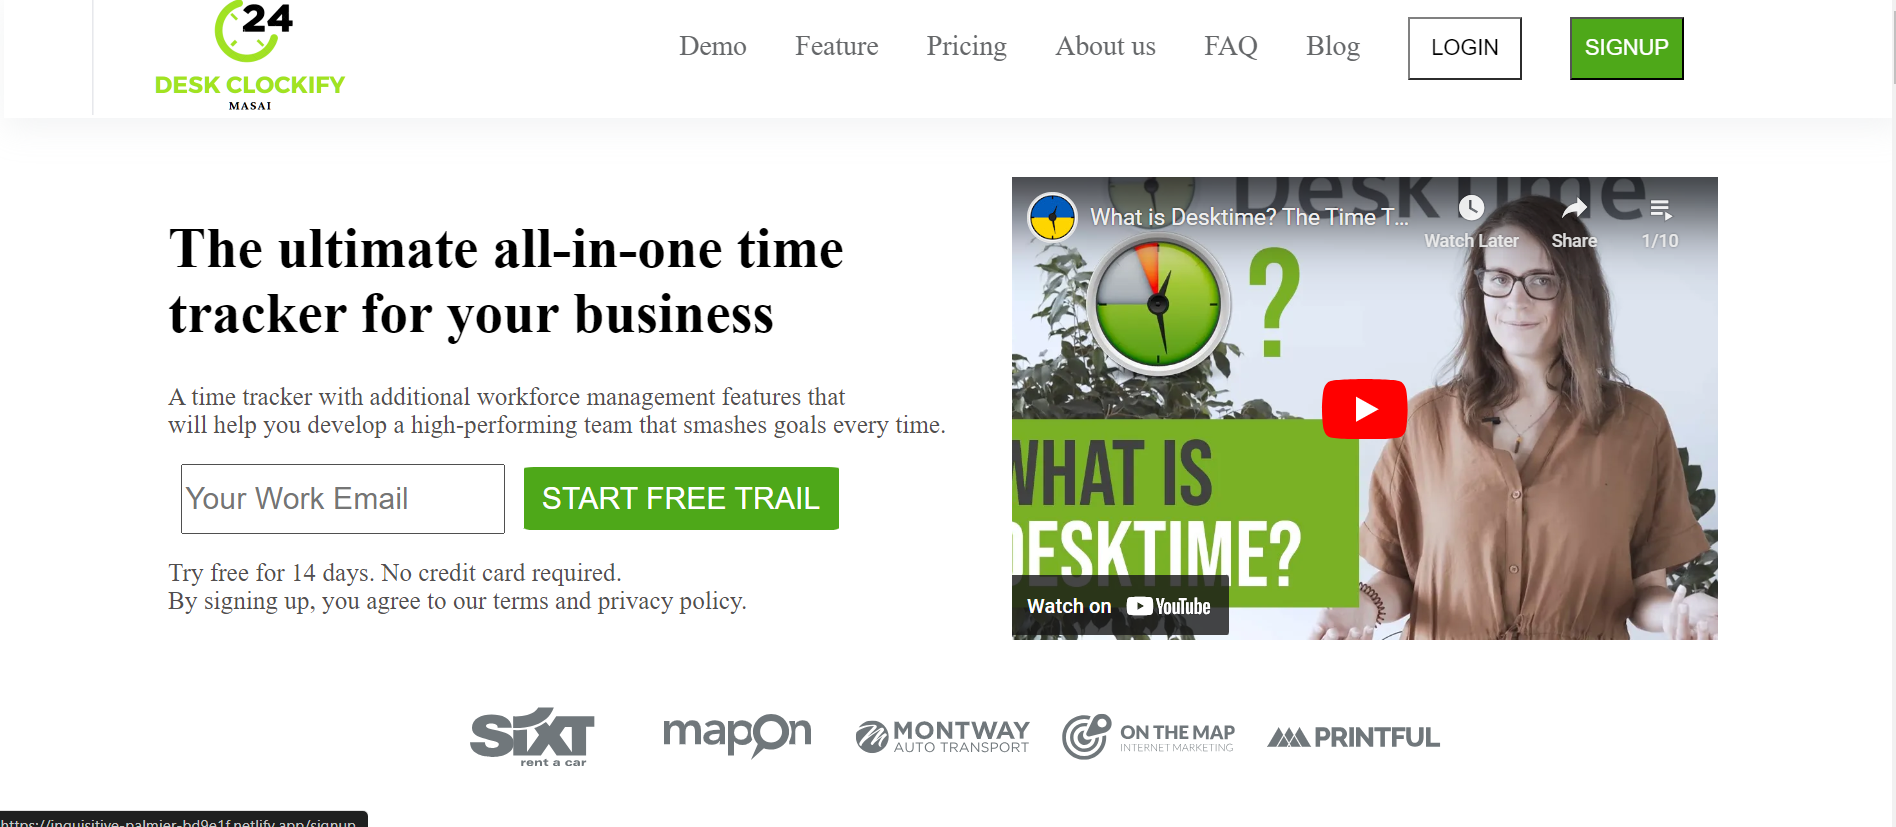 24
DESK CLOCKIFY
MASAI
Demo Feature Pricing About us FAQ Blog LOGIN SIGNUP
The ultimate all-in-one time
tracker for your business
A time tracker with additional workforce management features that
will help you develop a high-performing team that smashes goals every time.
Your Work Email START FREE TRAIL
Try free for 14 days. No credit card required.
By signing up, you agree to our terms and privacy policy.
DeskTime
What is Desktime? The Time T...
Watch Later Share 1/10
?
WHAT IS
DESKTIME?
Watch on YouTube
SIXT
rent a car
mapon
MONTWAY
AUTO TRANSPORT
ON THE MAP
INTERNET MARKETING
PRINTFUL
https://inquisitive-palmier-bd9e1f.netlify.app/signup